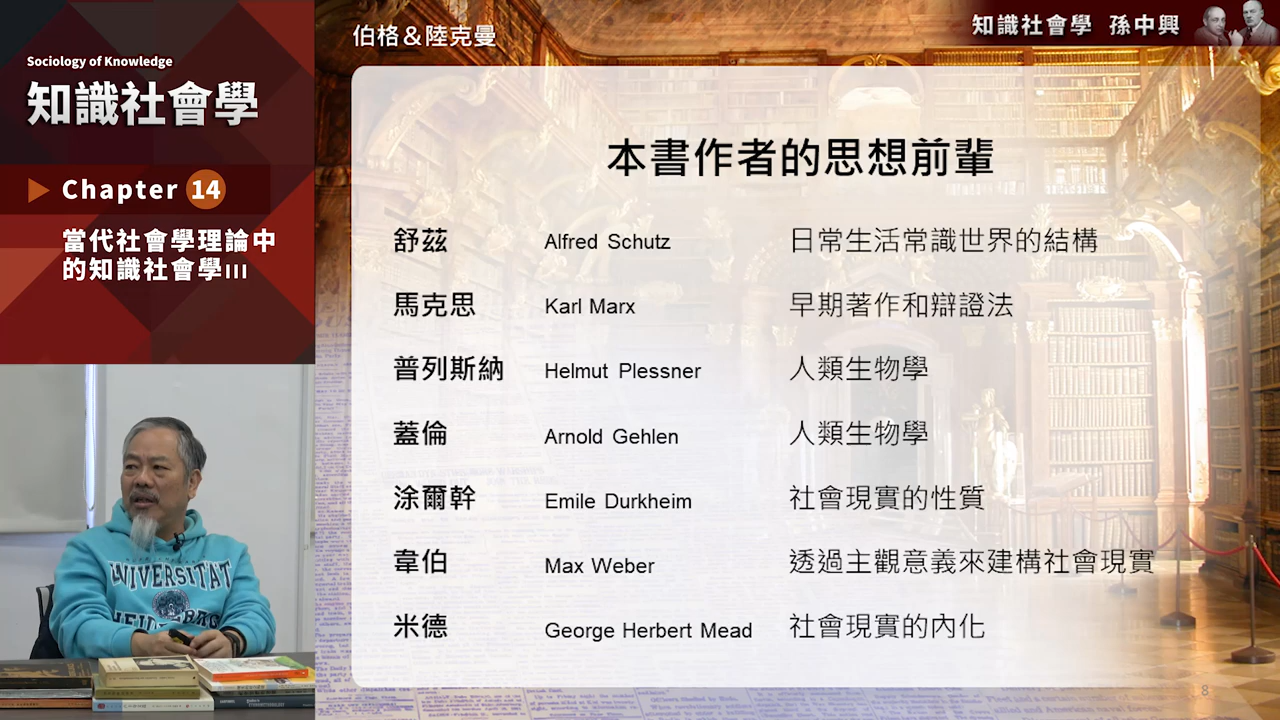 Sociology of Knowledge
知識社會學
Chapter 14
當代社會學理論中
的知識社會學III
伯格＆陸克曼
知識社會學 孫中興
本書作者的思想前輩
舒茲 Alfred Schutz 日常生活常識世界的結構
馬克思 Karl Marx 早期著作和辯證法
普列斯納 Helmut Plessner 人類生物學
蓋倫 Arnold Gehlen 人類生物學
涂爾幹 Emile Durkheim 社會現實的性質
韋伯 Max Weber 透過主觀意義來建構社會現實
米德 George Herbert Mead 社會現實的內化
8
UNIVERSITAT